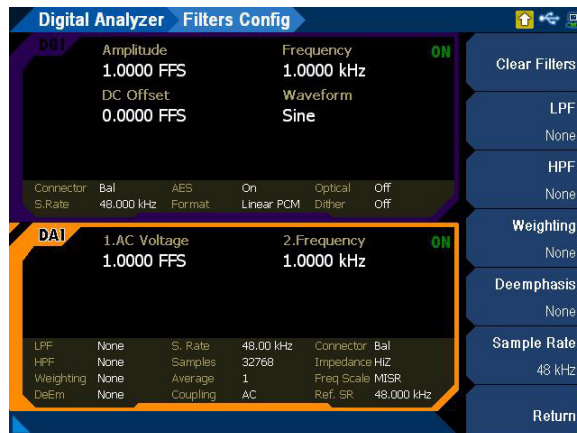 Digital Analyzer Filters Config
DGI
ON
Amplitude Frequency
1.0000 FFS 1.0000 kHz
DC Offset Waveform
0.0000 FFS Sine
Connector Bal AES On Optical Off
S.Rate 48.000 kHz Format Linear PCM Dither Off
DAI
ON
1.AC Voltage 2.Frequency
1.0000 FFS 1.0000 kHz
LPF None S. Rate 48.00 kHz Connector Bal
HPF None Samples 32768 Impedance HiZ
Weighting None Average 1 Freq Scale MISR
DeEm None Coupling AC Ref. SR 48.000 kHz
Clear Filters
LPF
None
HPF
None
Weighting
None
Deemphasis
None
Sample Rate
48 kHz
Return